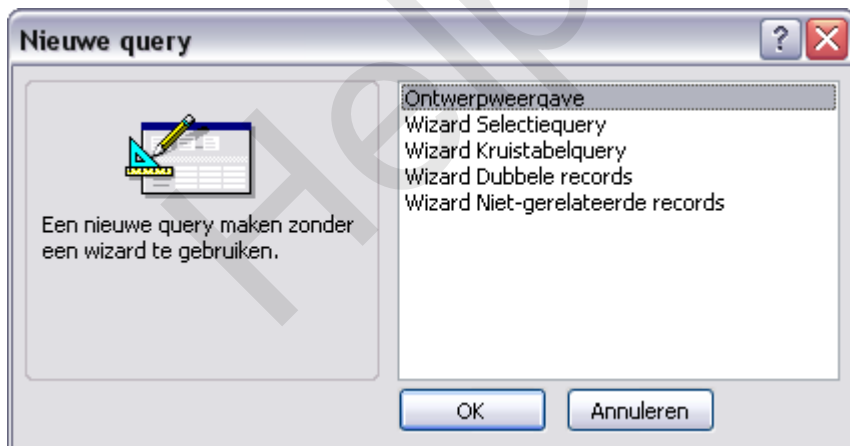 Nieuwe query
Ontwerpweergave
Wizard Selectiequery
Wizard Kruistabelquery
Wizard Dubbele records
Wizard Niet-gerelateerde records
Een nieuwe query maken zonder
een wizard te gebruiken.
OK
Annuleren
Help